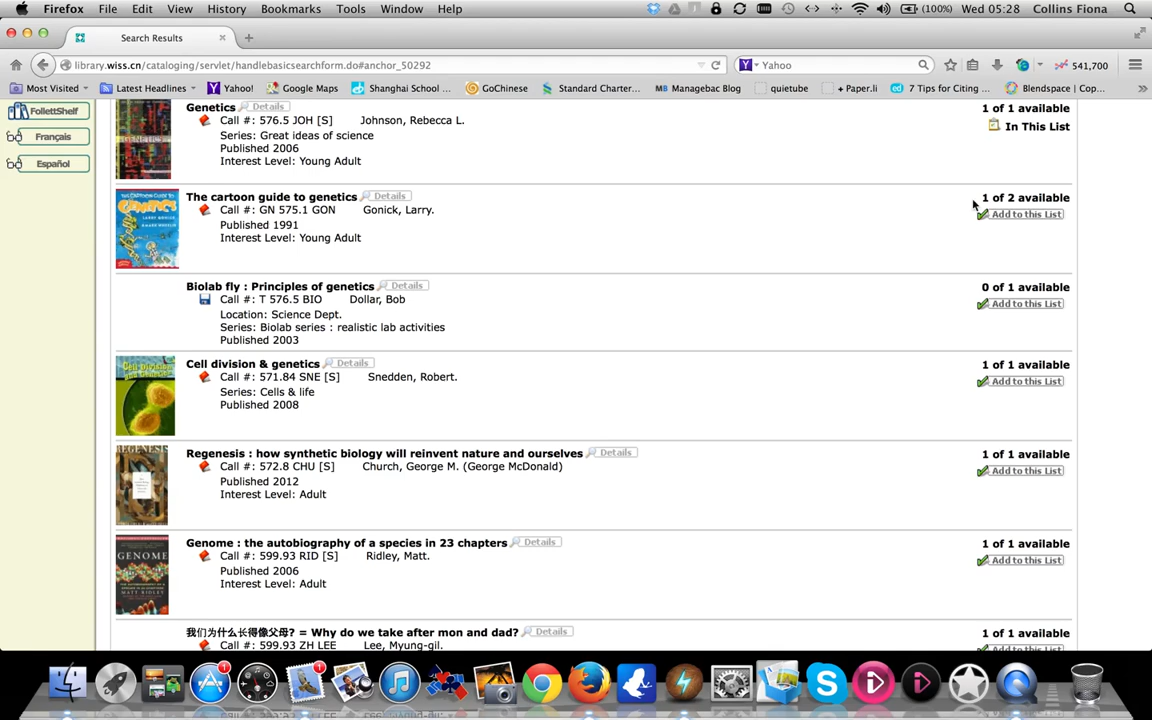 Firefox File Edit View History Bookmarks Tools Window Help (100%) Wed 05:28 Collins Fiona
Search Results
library.wiss.cn/cataloging/servlet/handlebasicsearchform.do#anchor_50292 Yahoo 541,700
Most Visited Latest Headlines Yahoo! Google Maps Shanghai School ... GoChinese Standard Charter... Managebac Blog quietube + Paper.li 7 Tips for Citing ... Blendspace | Cop...
FollettShelf
Français
Español
Genetics Details 1 of 1 available
Call #: 576.5 JOH [S] Johnson, Rebecca L. In This List
Series: Great ideas of science
Published 2006
Interest Level: Young Adult
The cartoon guide to genetics Details 1 of 2 available
Call #: GN 575.1 GON Gonick, Larry. Add to this List
Published 1991
Interest Level: Young Adult
Biolab fly : Principles of genetics Details 0 of 1 available
Call #: T 576.5 BIO Dollar, Bob Add to this List
Location: Science Dept.
Series: Biolab series : realistic lab activities
Published 2003
Cell division & genetics Details 1 of 1 available
Call #: 571.84 SNE [S] Snedden, Robert. Add to this List
Series: Cells & life
Published 2008
Regenesis : how synthetic biology will reinvent nature and ourselves Details 1 of 1 available
Call #: 572.8 CHU [S] Church, George M. (George McDonald) Add to this List
Published 2012
Interest Level: Adult
Genome : the autobiography of a species in 23 chapters Details 1 of 1 available
Call #: 599.93 RID [S] Ridley, Matt. Add to this List
Published 2006
Interest Level: Adult
我们为什么长得像父母? = Why do we take after mon and dad? Details 1 of 1 available
Call #: 599.93 ZH LEE Lee, Myung-gil. Add to this List